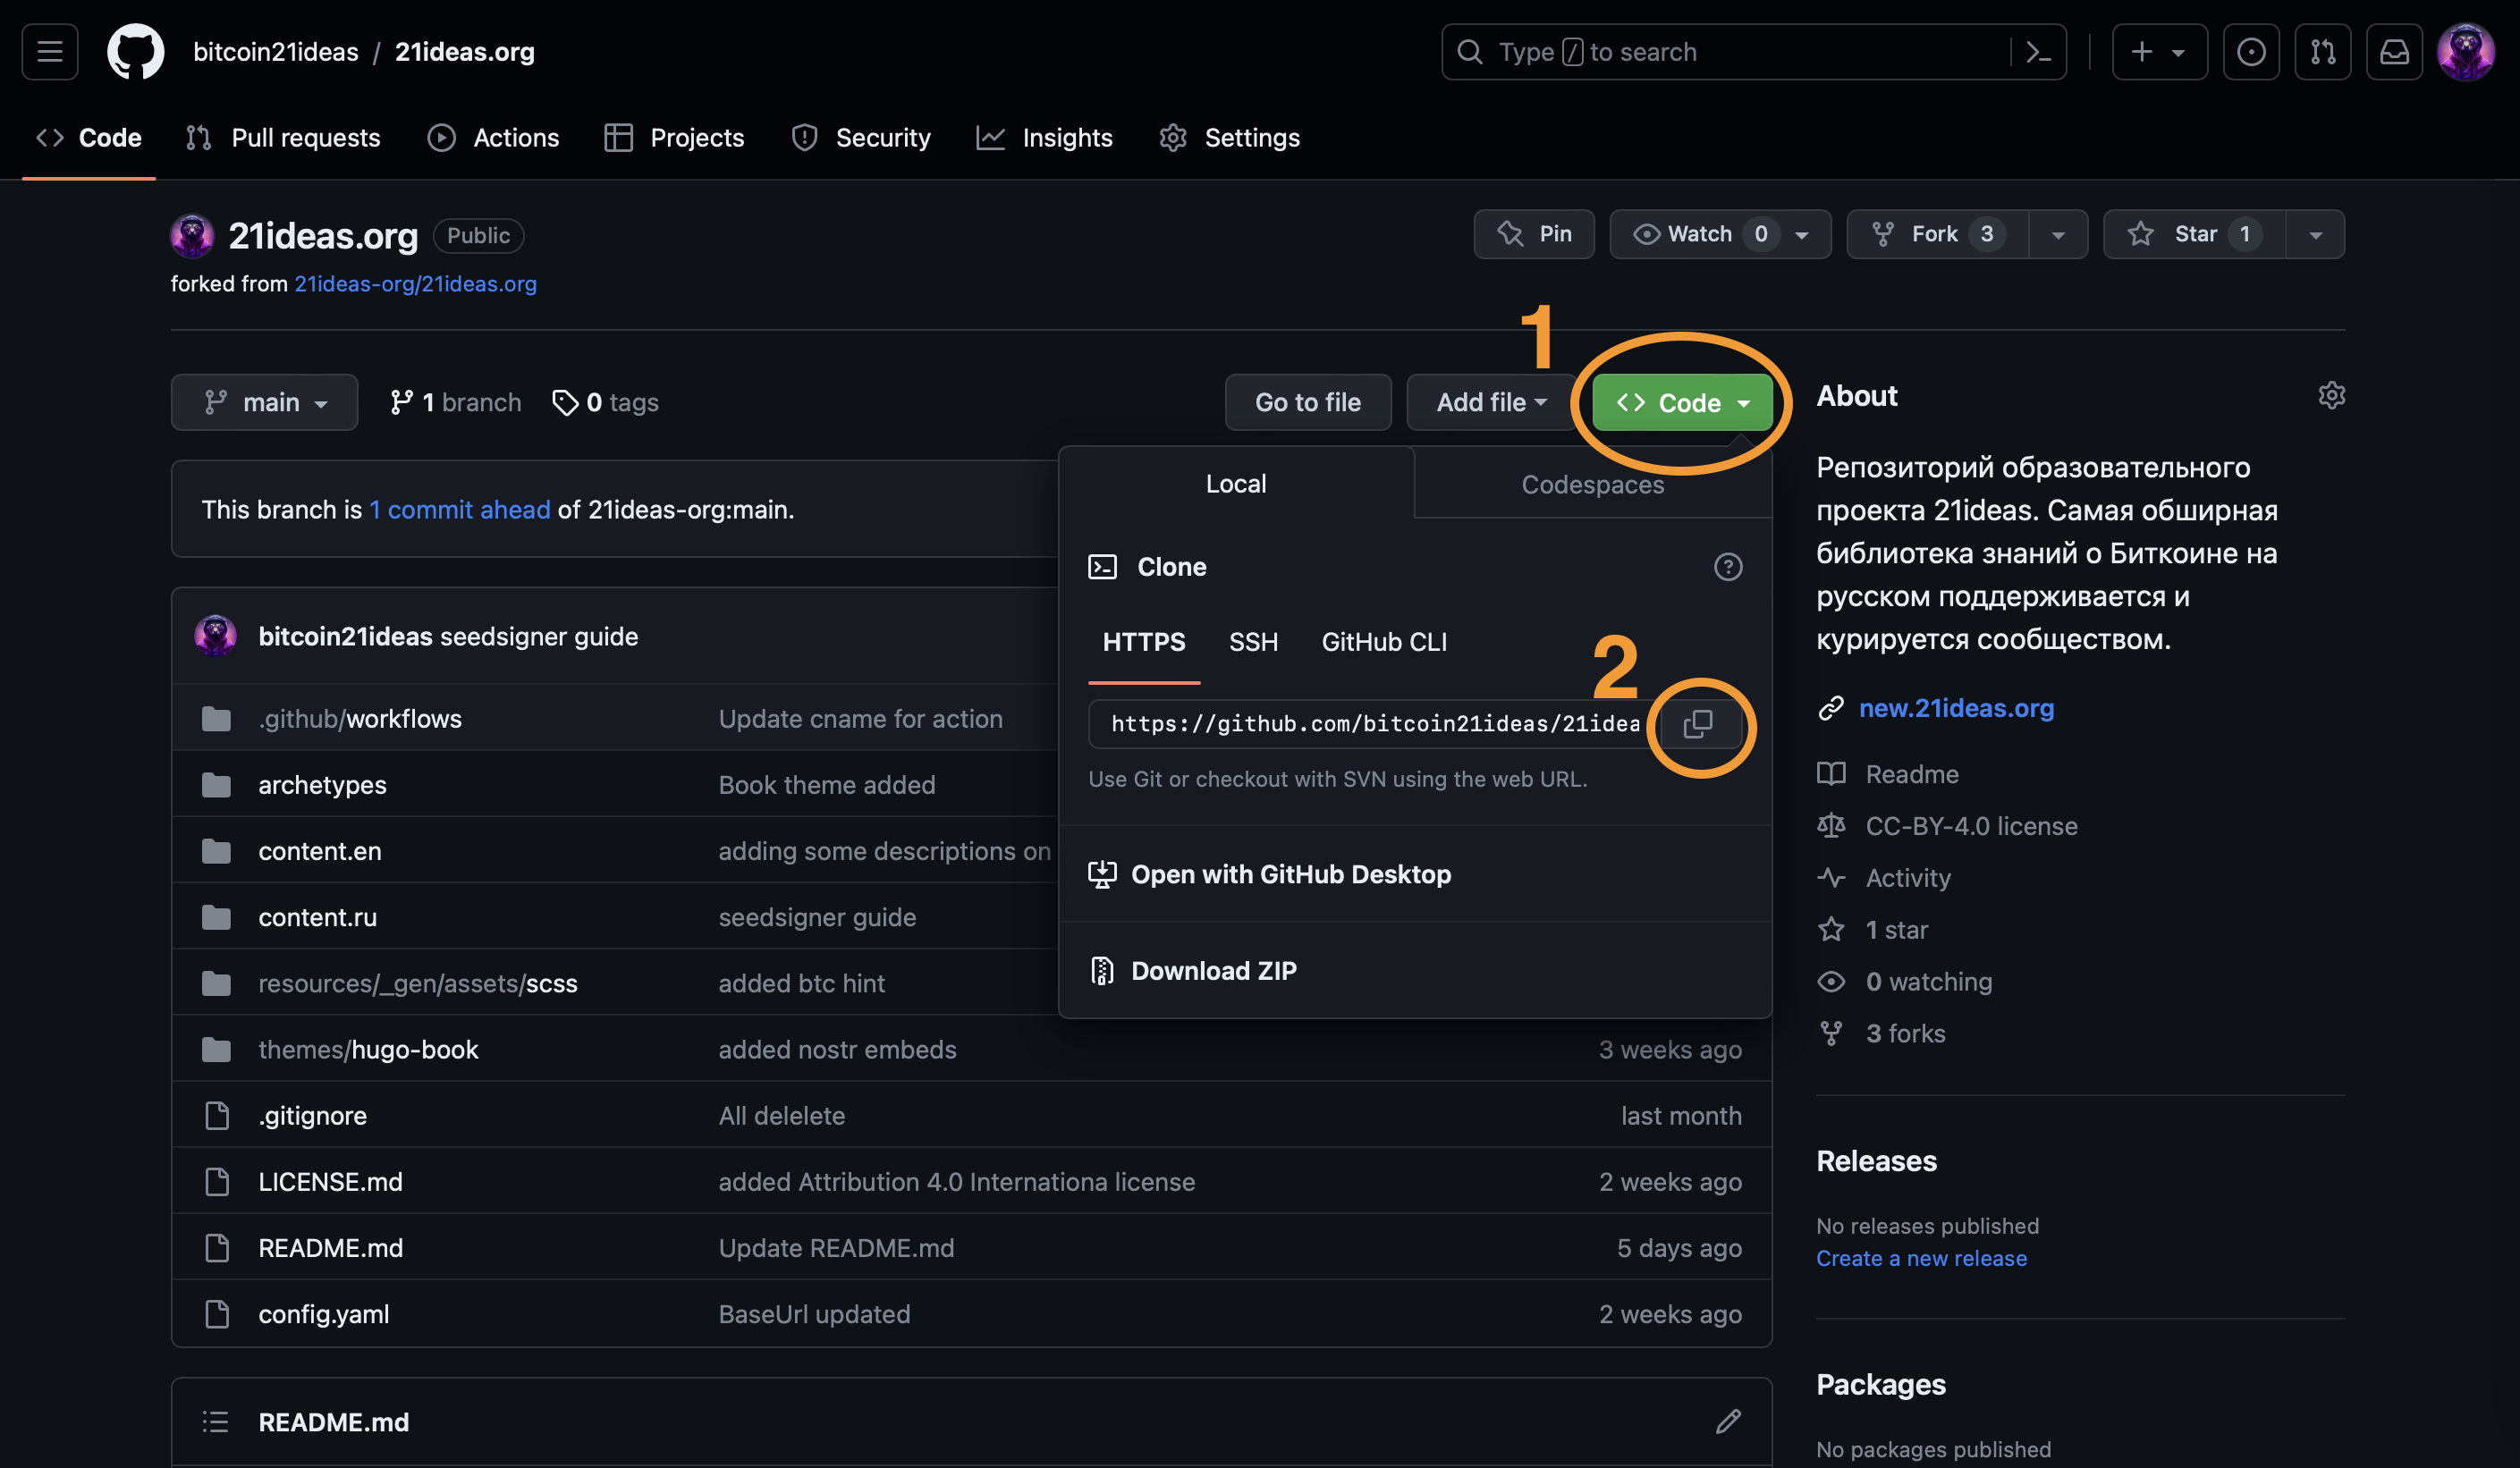 bitcoin21ideas / 21ideas.org
Type / to search
Code
Pull requests
Actions
Projects
Security
Insights
Settings
21ideas.org
Public
Pin
Watch 0
Fork 3
Star 1
forked from 21ideas-org/21ideas.org
1
main
1 branch
0 tags
Go to file
Add file
Code
This branch is 1 commit ahead of 21ideas-org:main.
Local
Codespaces
Clone
HTTPS
SSH
GitHub CLI
2
https://github.com/bitcoin21ideas/21idea
Use Git or checkout with SVN using the web URL.
Open with GitHub Desktop
Download ZIP
bitcoin21ideas seedsigner guide
.github/workflows
Update cname for action
archetypes
Book theme added
content.en
adding some descriptions on
content.ru
seedsigner guide
resources/_gen/assets/scss
added btc hint
themes/hugo-book
added nostr embeds
3 weeks ago
.gitignore
All delelete
last month
LICENSE.md
added Attribution 4.0 Internationa license
2 weeks ago
README.md
Update README.md
5 days ago
config.yaml
BaseUrl updated
2 weeks ago
README.md
About
Репозиторий образовательного
проекта 21ideas. Самая обширная
библиотека знаний о Биткоине на
русском поддерживается и
курируется сообществом.
new.21ideas.org
Readme
CC-BY-4.0 license
Activity
1 star
0 watching
3 forks
Releases
No releases published
Create a new release
Packages
No packages published